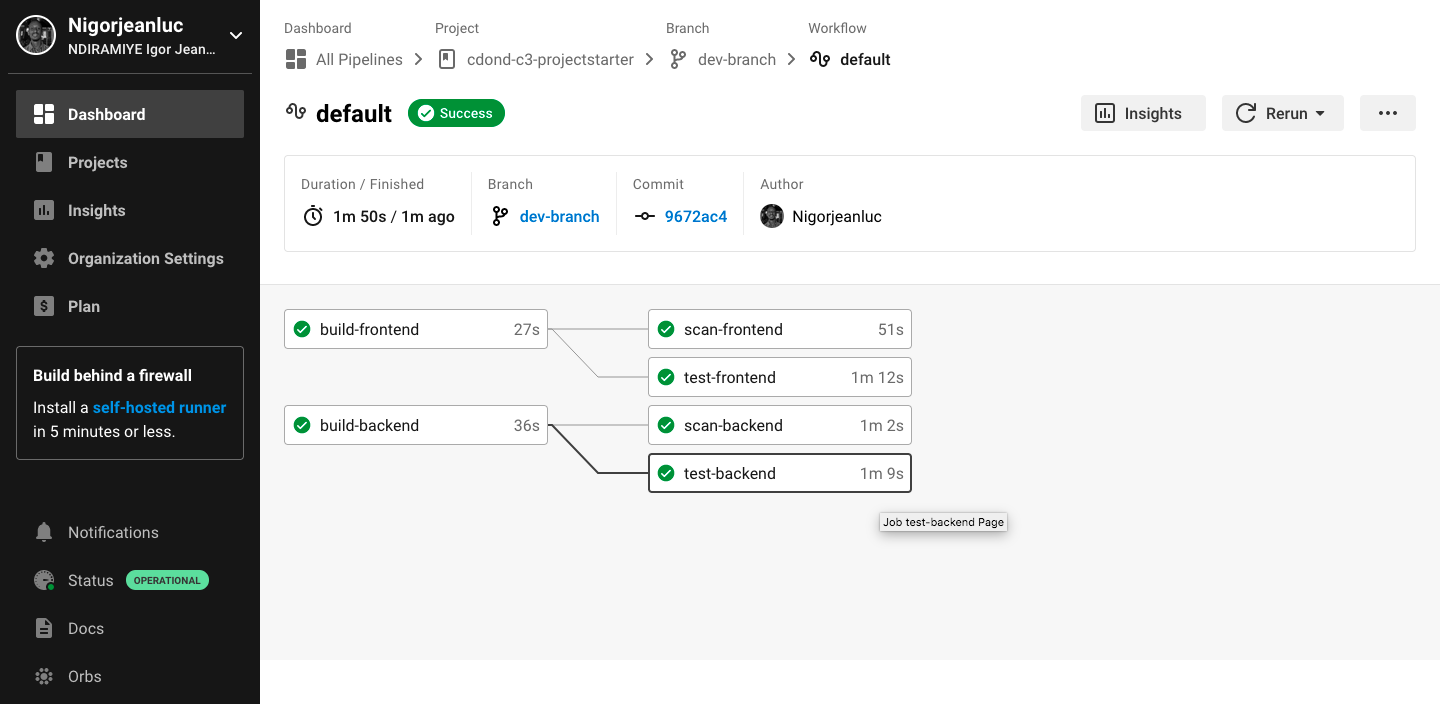 Nigorjeanluc
NDIRAMIYE Igor Jean...
Dashboard
Projects
Insights
Organization Settings
Plan
Build behind a firewall
Install a self-hosted runner
in 5 minutes or less.
Notifications
Status OPERATIONAL
Docs
Orbs
Dashboard Project Branch Workflow
All Pipelines cdond-c3-projectstarter dev-branch default
default Success Insights Rerun
Duration / Finished Branch Commit Author
1m 50s / 1m ago dev-branch 9672ac4 Nigorjeanluc
build-frontend 27s scan-frontend 51s
test-frontend 1m 12s
build-backend 36s scan-backend 1m 2s
test-backend 1m 9s
Job test-backend Page